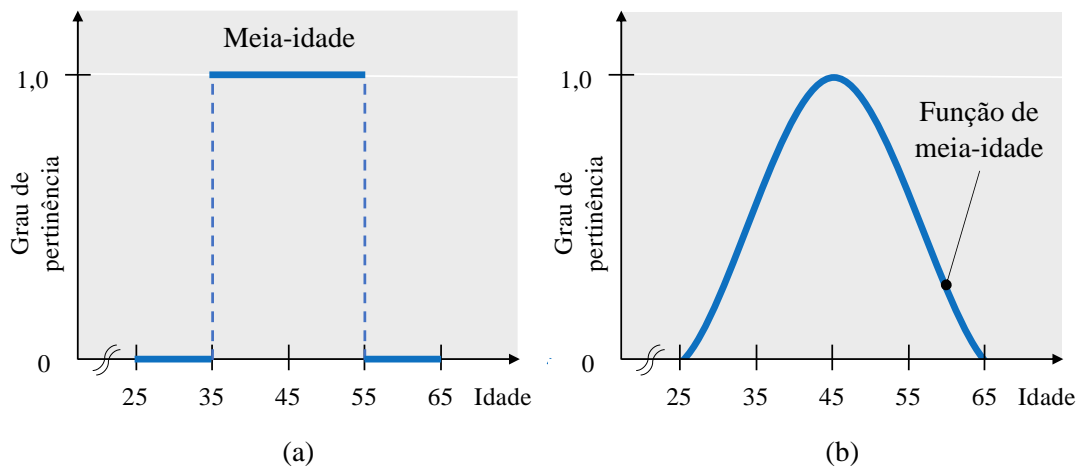 Meia-idade
1,0
Grau de
pertinência
0
25 35 45 55 65 Idade
(a)
1,0
Função de
meia-idade
Grau de
pertinência
0
25 35 45 55 65 Idade
(b)